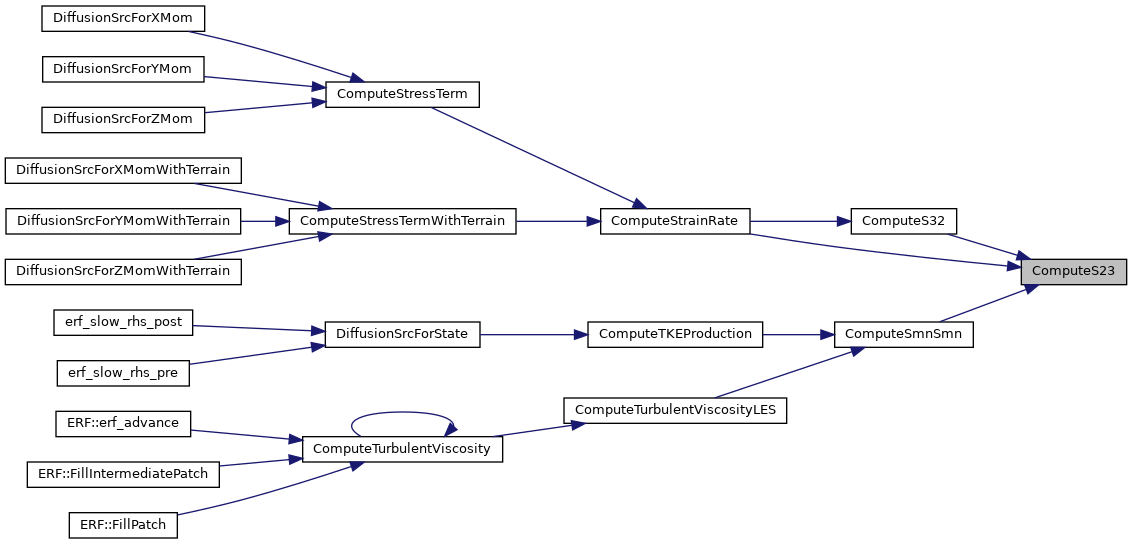 DiffusionSrcForXMom
DiffusionSrcForYMom
ComputeStressTerm
DiffusionSrcForZMom
DiffusionSrcForXMomWithTerrain
DiffusionSrcForYMomWithTerrain
ComputeStressTermWithTerrain
ComputeStrainRate
ComputeS32
DiffusionSrcForZMomWithTerrain
ComputeS23
erf_slow_rhs_post
DiffusionSrcForState
ComputeTKEProduction
ComputeSmnSmn
erf_slow_rhs_pre
ComputeTurbulentViscosityLES
ERF::erf_advance
ComputeTurbulentViscosity
ERF::FillIntermediatePatch
ERF::FillPatch